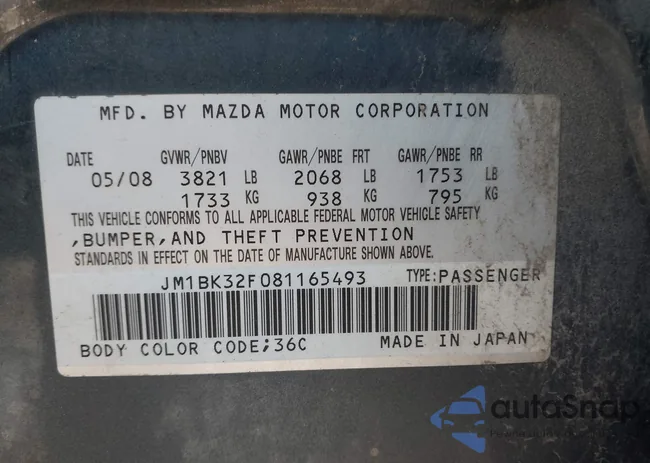 MFD. BY MAZDA MOTOR CORPORATION
DATE GVWR/PNBV GAWR/PNBE FRT GAWR/PNBE RR
05/08 3821 LB 2068 LB 1753 LB
1733 KG 938 KG 795 KG
THIS VEHICLE CONFORMS TO ALL APPLICABLE FEDERAL MOTOR VEHICLE SAFETY
,BUMPER,AND THEFT PREVENTION
STANDARDS IN EFFECT ON THE DATE OF MANUFACTURE SHOWN ABOVE.
JM1BK32F081165493 TYPE:PASSENGER
BODY COLOR CODE;36C MADE IN JAPAN
autoSnap